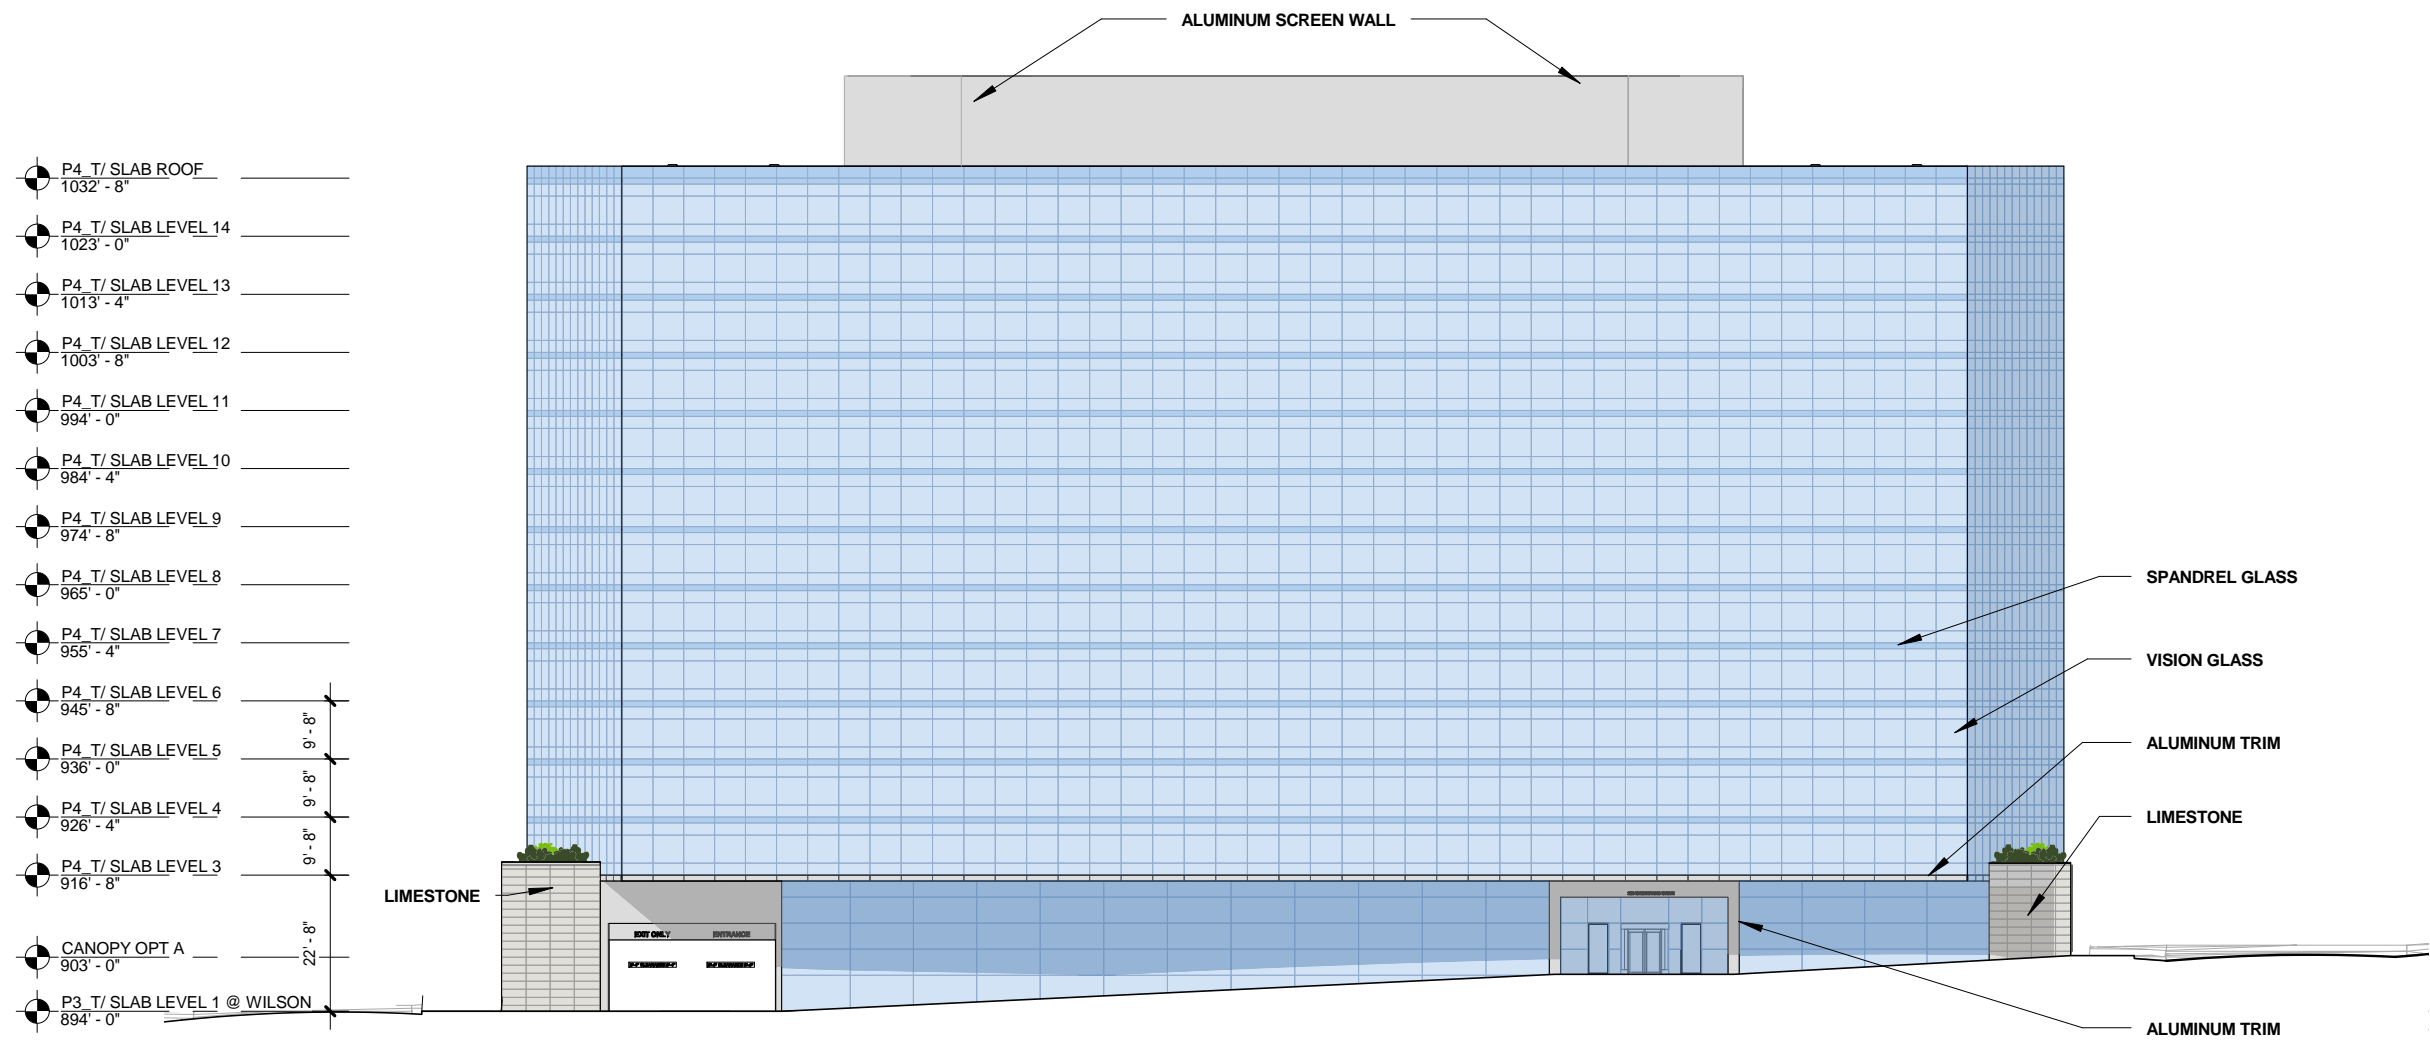 ALUMINUM SCREEN WALL
P4_T/ SLAB ROOF
1032' - 8"
P4_T/ SLAB LEVEL 14
1023' - 0"
P4_T/ SLAB LEVEL 13
1013' - 4"
P4_T/ SLAB LEVEL 12
1003' - 8"
P4_T/ SLAB LEVEL 11
994' - 0"
P4_T/ SLAB LEVEL 10
984' - 4"
P4_T/ SLAB LEVEL 9
974' - 8"
P4_T/ SLAB LEVEL 8
965' - 0"
P4_T/ SLAB LEVEL 7
955' - 4"
P4_T/ SLAB LEVEL 6
945' - 8"
9' - 8"
P4_T/ SLAB LEVEL 5
936' - 0"
9' - 8"
P4_T/ SLAB LEVEL 4
926' - 4"
9' - 8"
P4_T/ SLAB LEVEL 3
916' - 8"
22' - 8"
CANOPY OPT A
903' - 0"
P3_T/ SLAB LEVEL 1 @ WILSON
894' - 0"
LIMESTONE
EXIT ONLY
ENTRANCE
SPANDREL GLASS
VISION GLASS
ALUMINUM TRIM
LIMESTONE
ALUMINUM TRIM